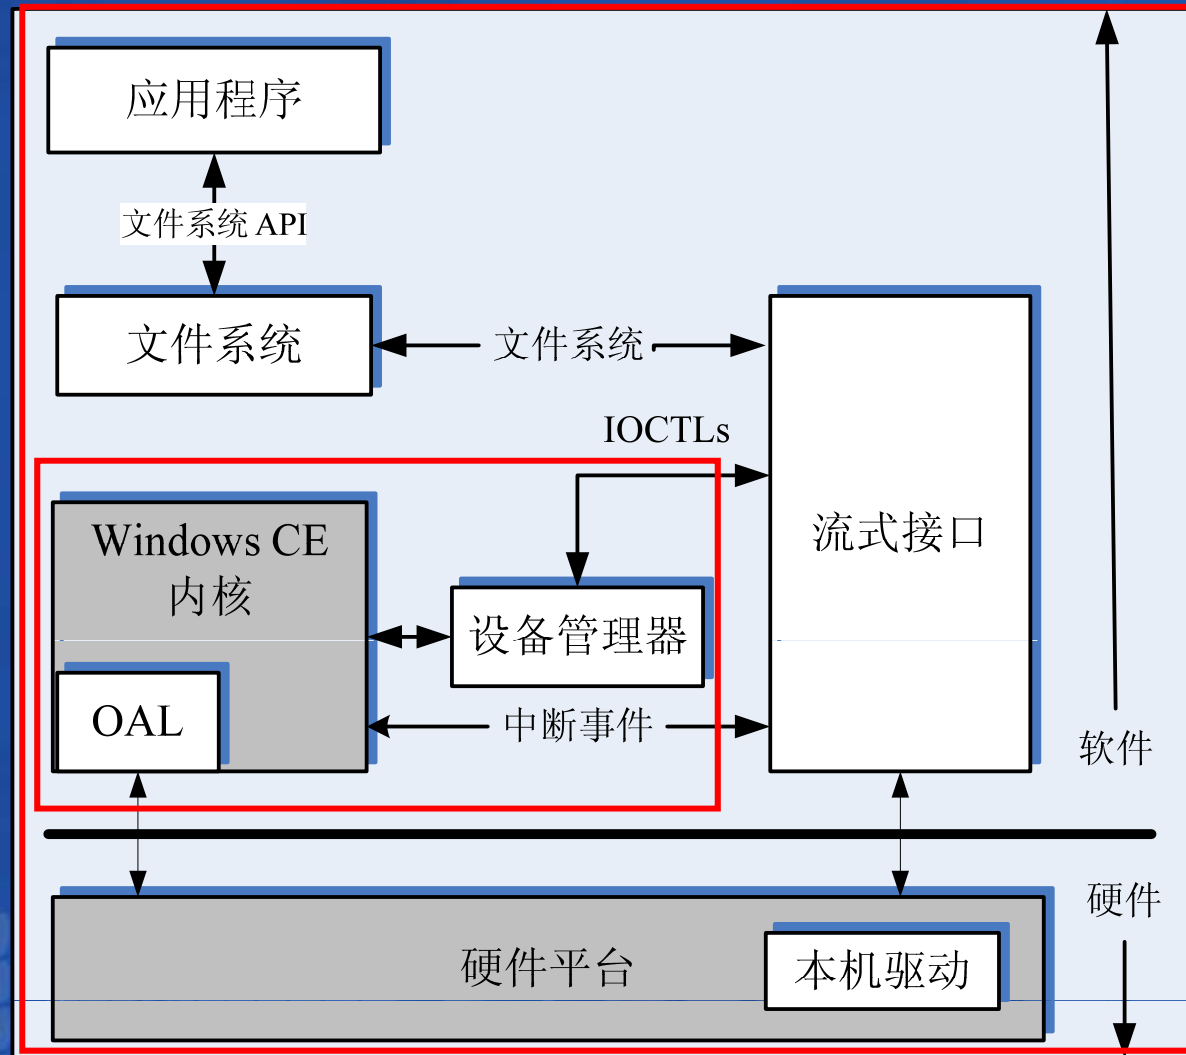 应用程序
文件系统 API
文件系统
文件系统
IOCTLs
Windows CE
内核
流式接口
设备管理器
OAL
中断事件
软件
硬件
硬件平台
本机驱动